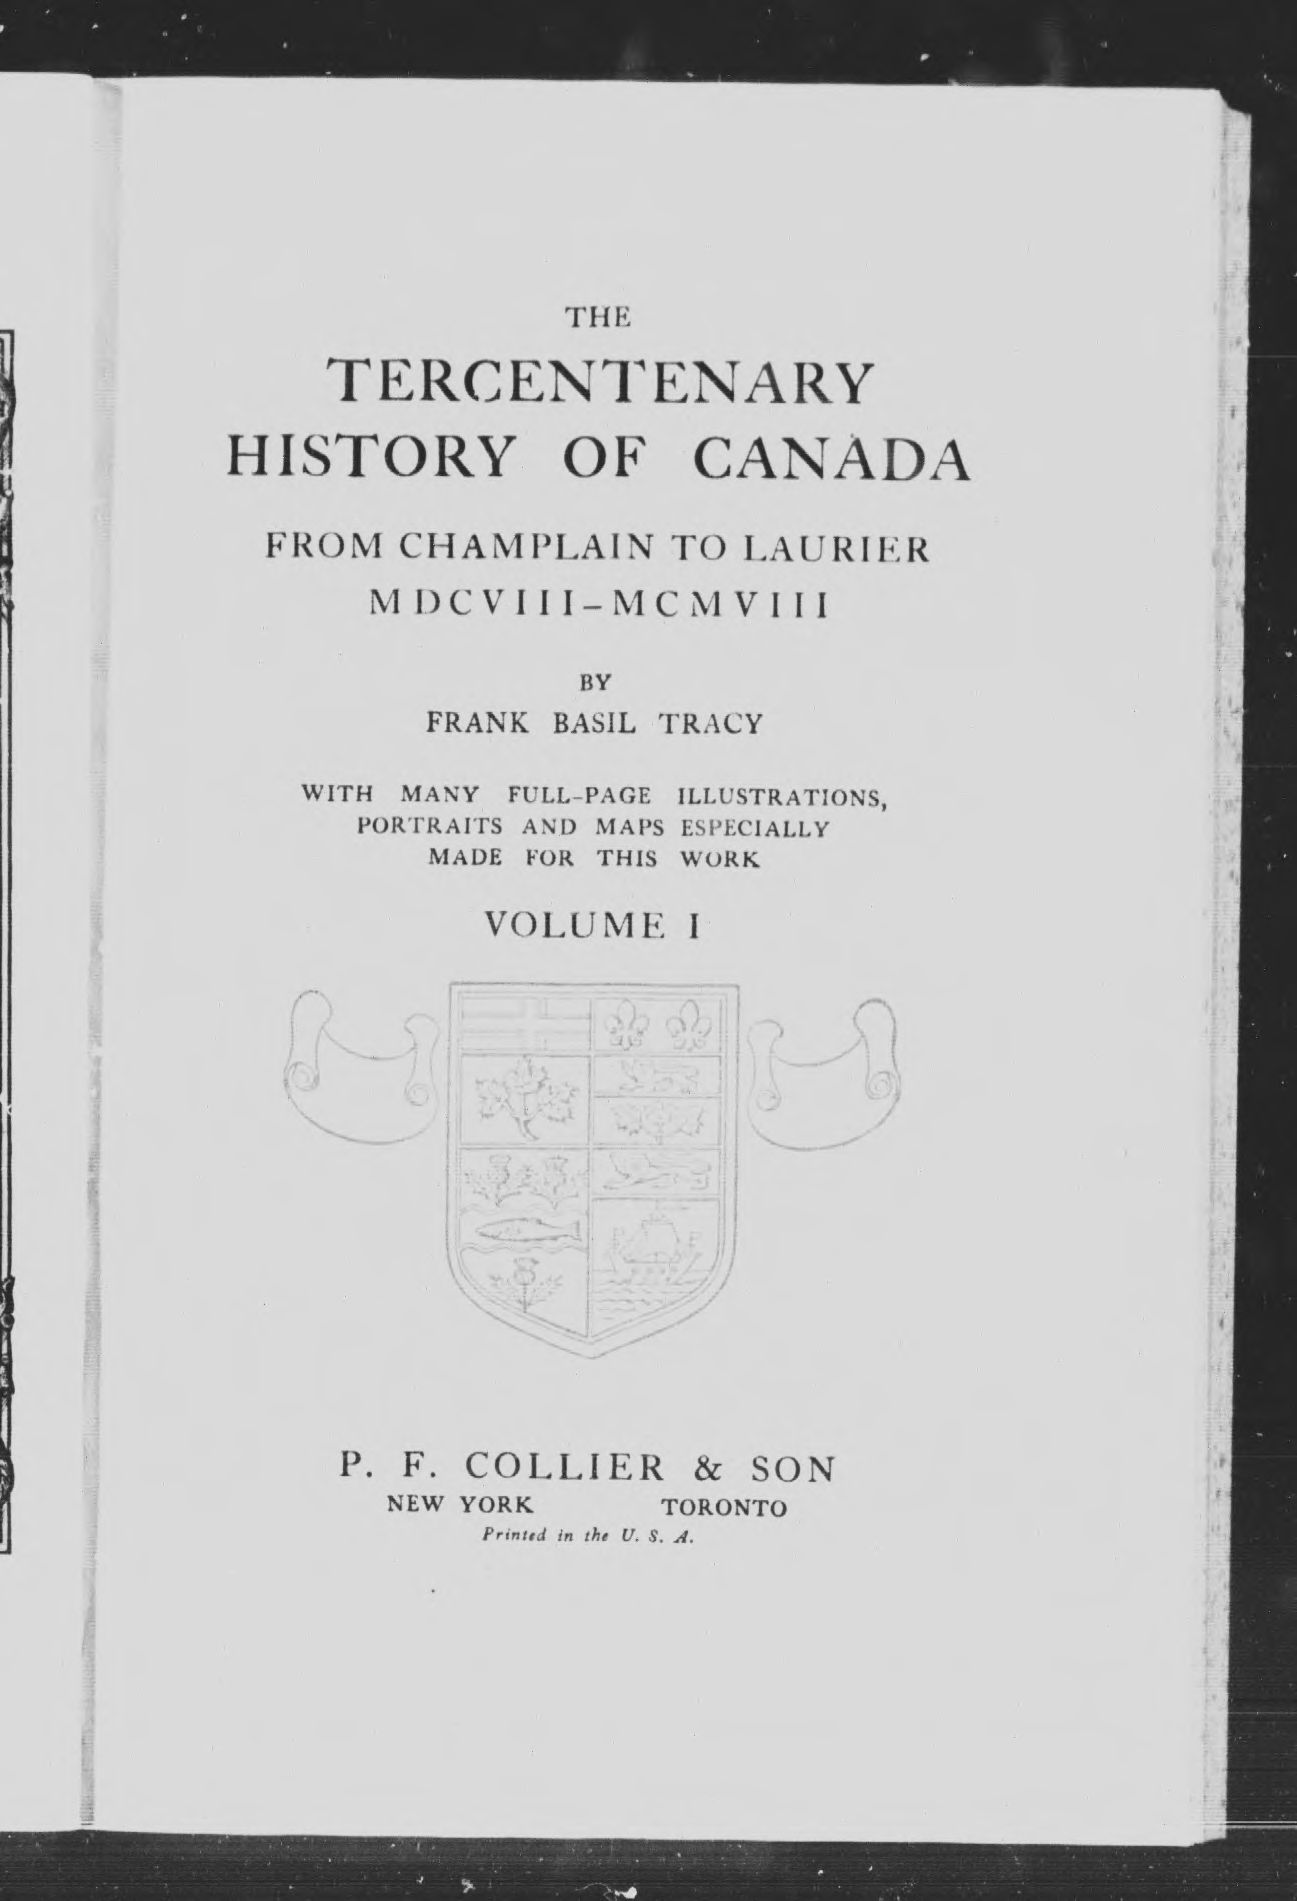 THE
TERCENTENARY
HISTORY OF CANADA
FROM CHAMPLAIN TO LAURIER
MDCVIII–MCMVIII
BY
FRANK BASIL TRACY
WITH MANY FULL-PAGE ILLUSTRATIONS,
PORTRAITS AND MAPS ESPECIALLY
MADE FOR THIS WORK
VOLUME I
P. F. COLLIER & SON
NEW YORK TORONTO
Printed in the U. S. A.